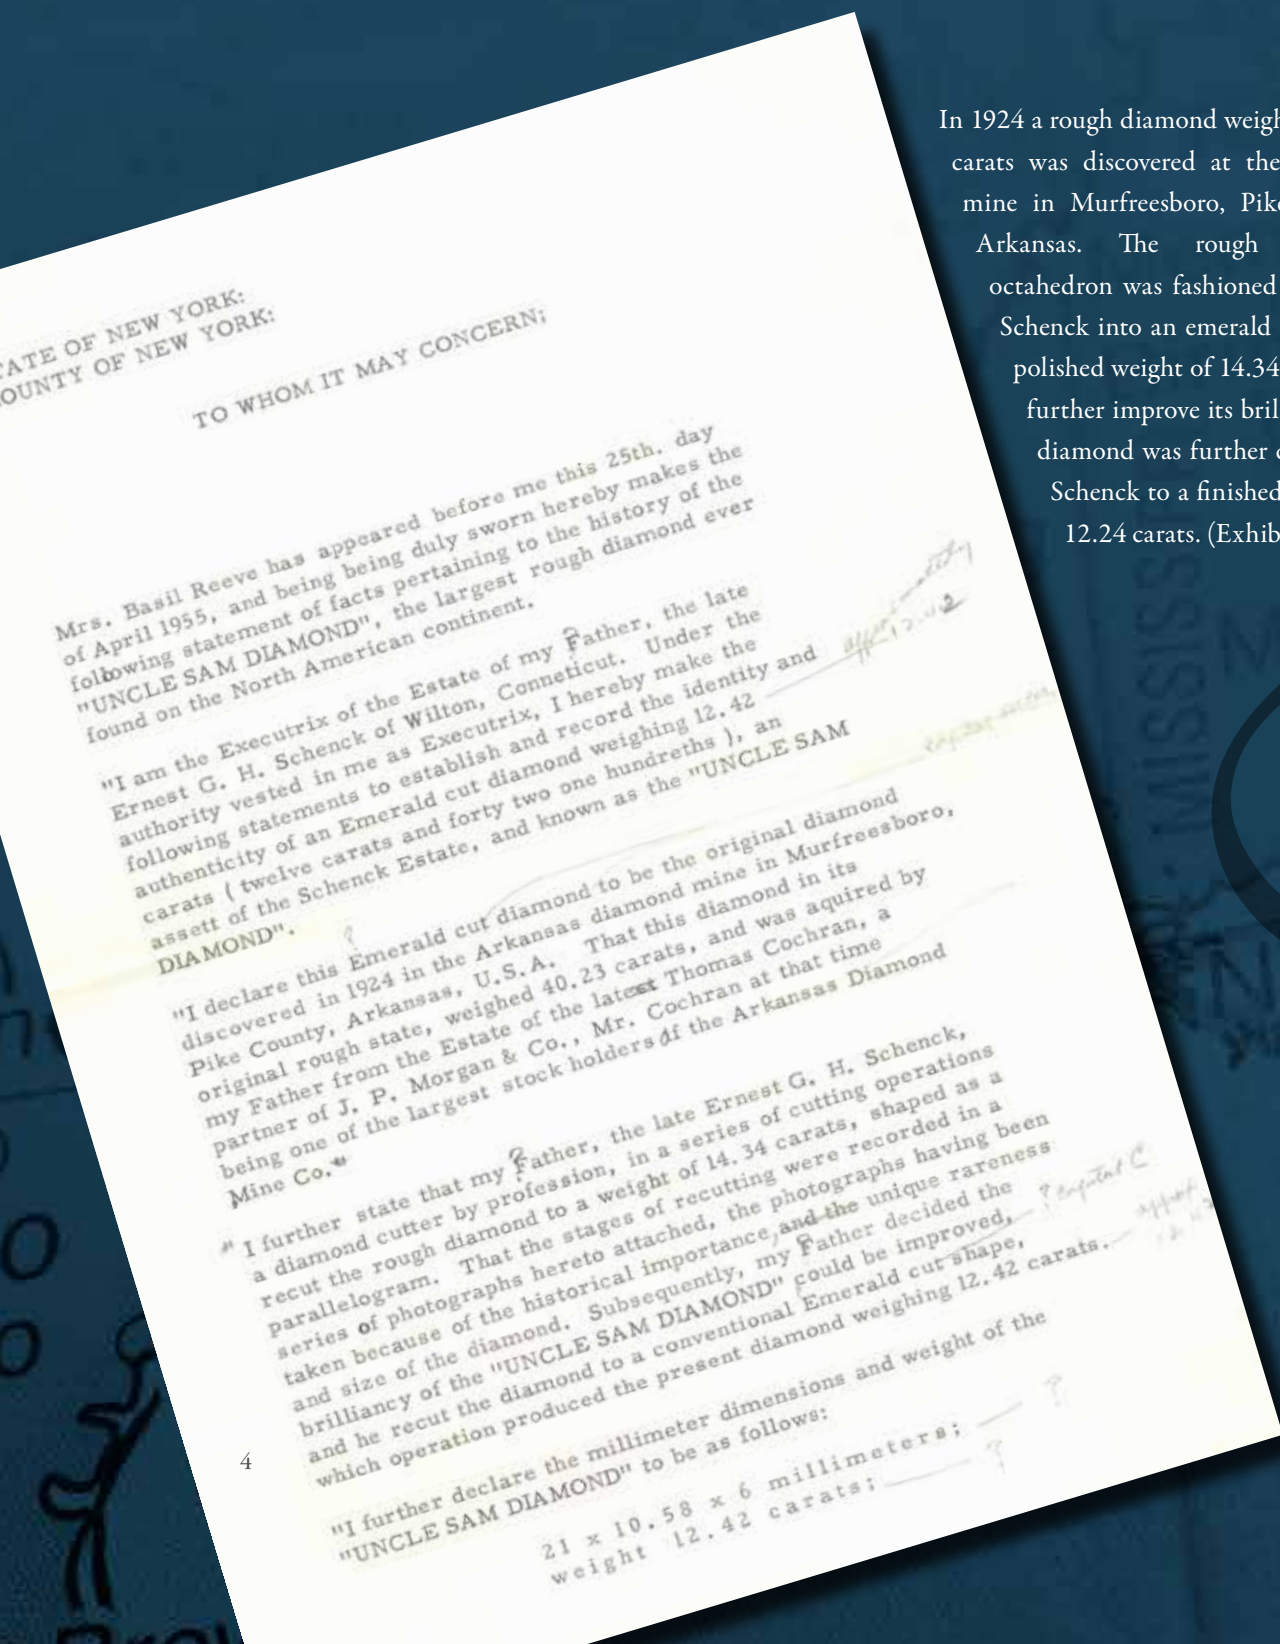 In 1924 a rough diamond weigh
carats was discovered at the
mine in Murfreesboro, Pike
Arkansas. The rough
octahedron was fashioned
Schenck into an emerald
polished weight of 14.34
further improve its bril
diamond was further c
Schenck to a finished
12.24 carats. (Exhib
TATE OF NEW YORK:
OUNTY OF NEW YORK:
TO WHOM IT MAY CONCERN;
Mrs. Basil Reeve has appeared before me this 25th. day
of April 1955, and being being duly sworn hereby makes the
following statement of facts pertaining to the history of the
"UNCLE SAM DIAMOND", the largest rough diamond ever
found on the North American continent.
"I am the Executrix of the Estate of my Father, the late
Ernest G. H. Schenck of Wilton, Conneticut. Under the
authority vested in me as Executrix, I hereby make the
following statements to establish and record the identity and
authenticity of an Emerald cut diamond weighing 12.42
carats ( twelve carats and forty two one hundreths ), an
assett of the Schenck Estate, and known as the "UNCLE SAM
DIAMOND".
?
"I declare this Emerald cut diamond to be the original diamond
discovered in 1924 in the Arkansas diamond mine in Murfreesboro,
Pike County, Arkansas, U.S.A. That this diamond in its
original rough state, weighed 40.23 carats, and was aquired by
my Father from the Estate of the late Thomas Cochran, a
partner of J. P. Morgan & Co., Mr. Cochran at that time
being one of the largest stock holders of the Arkansas Diamond
Mine Co."
" I further state that my Father, the late Ernest G. H. Schenck,
a diamond cutter by profession, in a series of cutting operations
recut the rough diamond to a weight of 14.34 carats, shaped as a
parallelogram. That the stages of recutting were recorded in a
series of photographs hereto attached, the photographs having been
taken because of the historical importance, and the unique rareness
and size of the diamond. Subsequently, my Father decided the
brilliancy of the "UNCLE SAM DIAMOND" could be improved,
and he recut the diamond to a conventional Emerald cut shape,
which operation produced the present diamond weighing 12.42 carats.
"I further declare the millimeter dimensions and weight of the
"UNCLE SAM DIAMOND" to be as follows:
21 x 10.58 x 6 millimeters; ?
weight 12.42 carats; ?
4
MISSISS